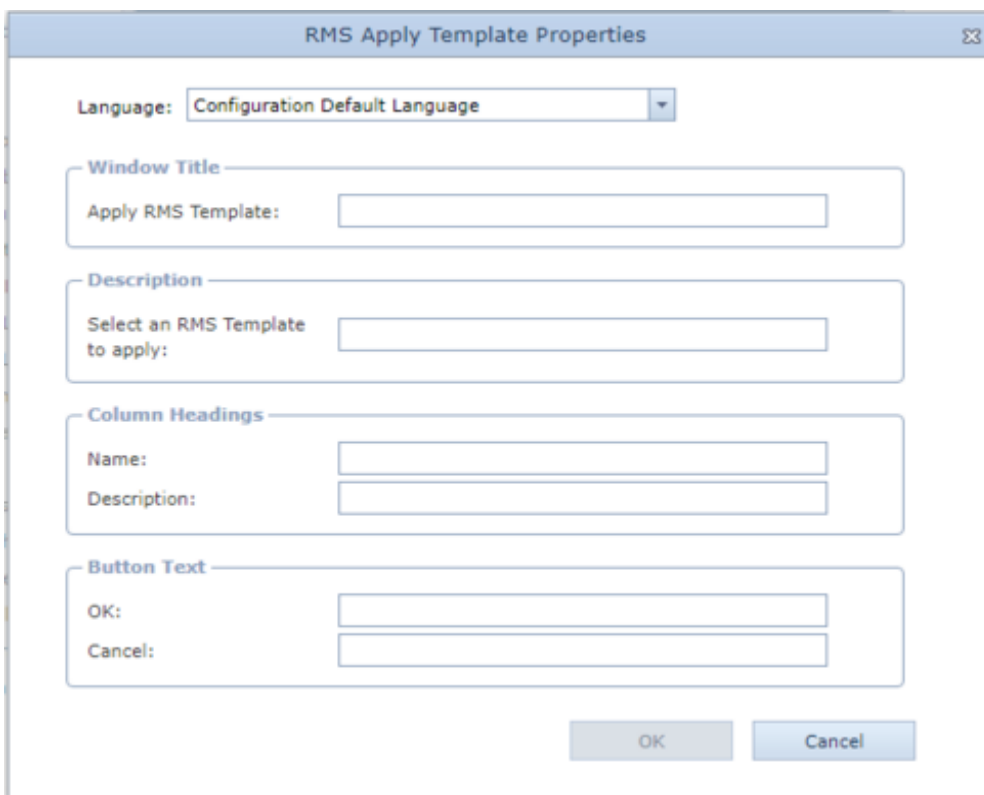 RMS Apply Template Properties
Language: Configuration Default Language
Window Title
Apply RMS Template:
Description
Select an RMS Template
to apply:
Column Headings
Name:
Description:
Button Text
OK:
Cancel:
OK Cancel